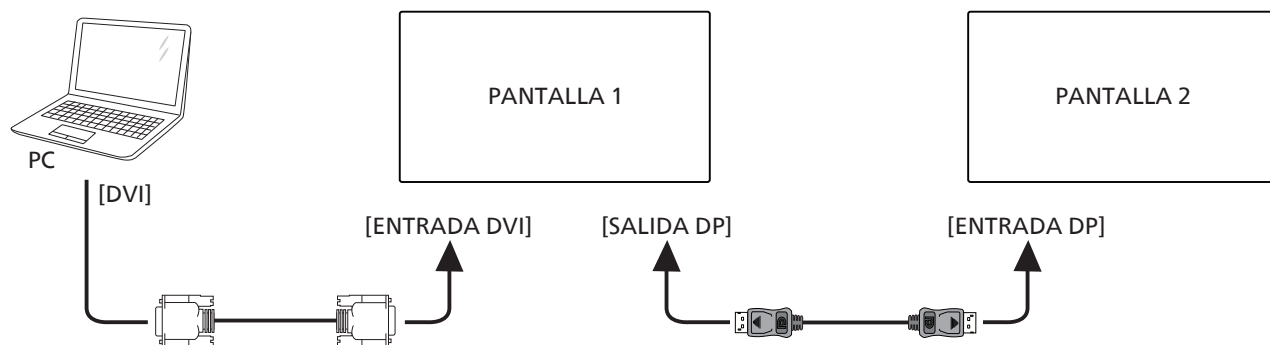 PANTALLA 1
PANTALLA 2
PC
[DVI]
[ENTRADA DVI]
[SALIDA DP]
[ENTRADA DP]